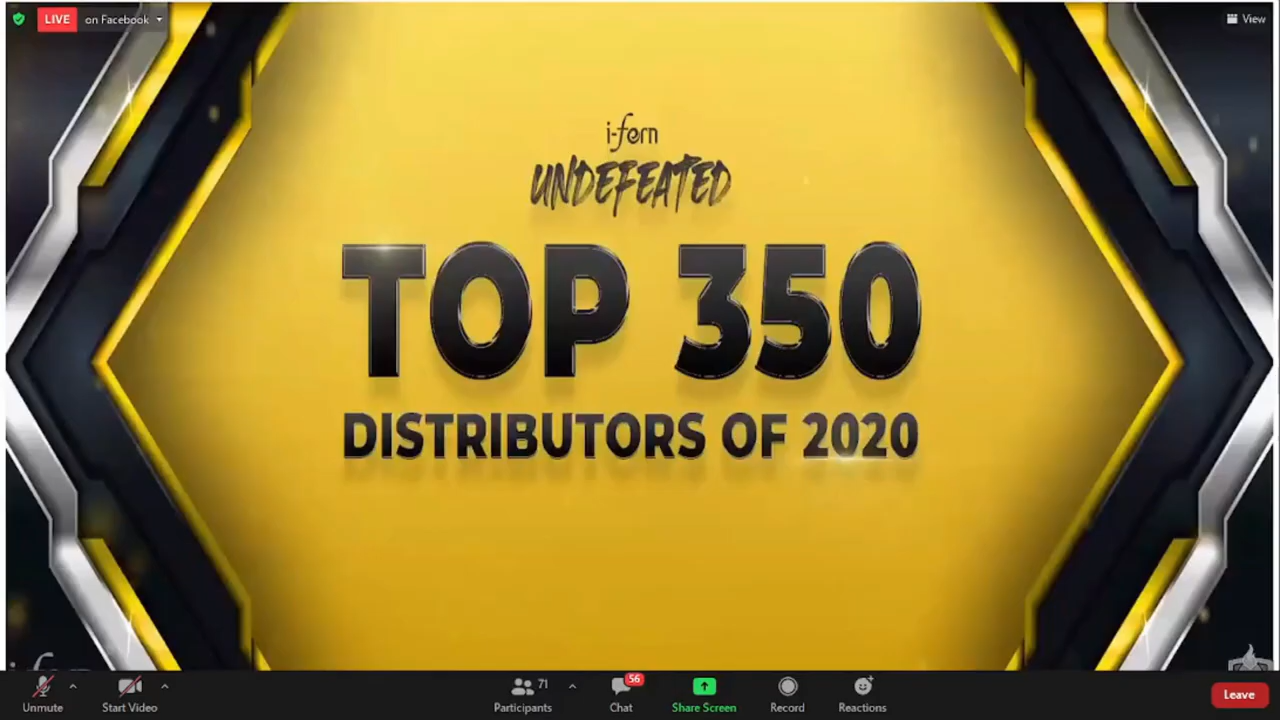 LIVE on Facebook
View
i-fern
UNDEFEATED
TOP 350
DISTRIBUTORS OF 2020
i-f
71
56
Unmute
Start Video
Participants
Chat
Share Screen
Record
Reactions
Leave